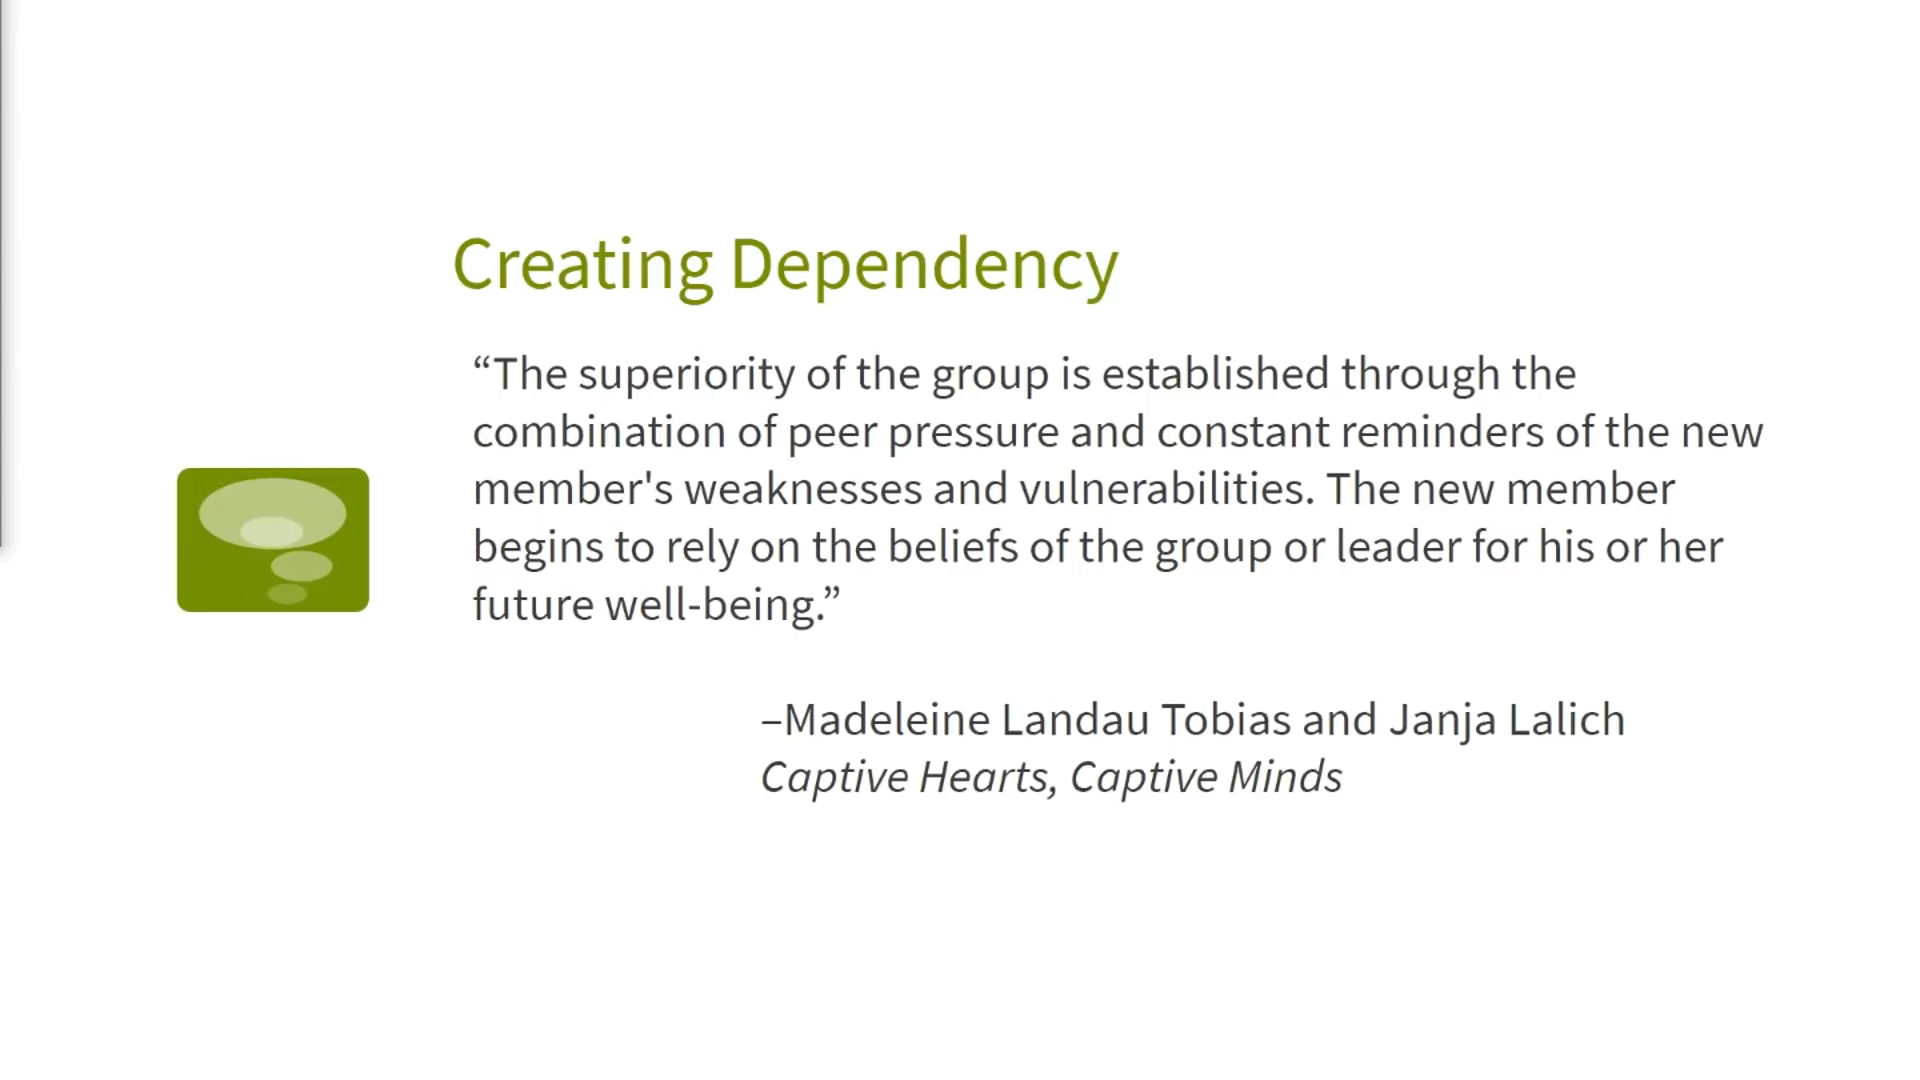 Creating Dependency
“The superiority of the group is established through the
combination of peer pressure and constant reminders of the new
member's weaknesses and vulnerabilities. The new member
begins to rely on the beliefs of the group or leader for his or her
future well-being.”
–Madeleine Landau Tobias and Janja Lalich
Captive Hearts, Captive Minds